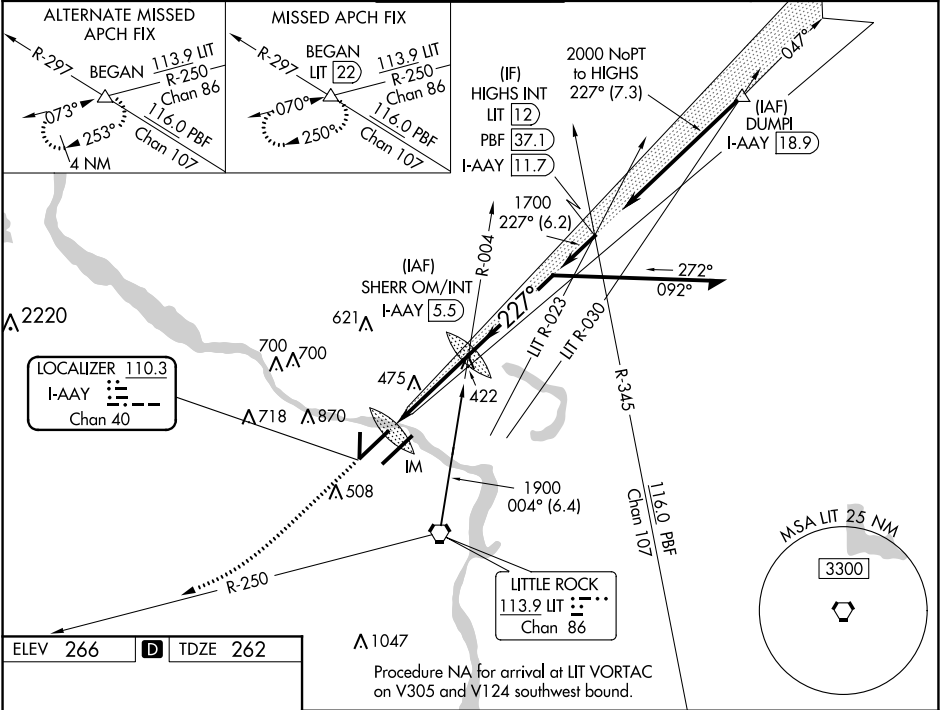 ALTERNATE MISSED
APCH FIX
R-297
BEGAN
113.9 LIT
R-250
Chan 86
116.0 PBF
Chan 107
073°
253°
4 NM
MISSED APCH FIX
R-297
BEGAN
LIT 22
113.9 LIT
R-250
Chan 86
116.0 PBF
Chan 107
070°
250°
(IF)
HIGHS INT
LIT 12
PBF 37.1
I-AAY 11.7
2000 NoPT
to HIGHS
227° (7.3)
047°
(IAF)
DUMPI
I-AAY 18.9
1700
227° (6.2)
R-004
(IAF)
SHERR OM/INT
I-AAY 5.5
227°
272°
092°
LIT R-023
LIT R-030
R-345
116.0 PBF
Chan 107
2220
621
700
700
475
422
718
870
508
IM
LOCALIZER 110.3
I-AAY
Chan 40
1900
004° (6.4)
R-250
LITTLE ROCK
113.9 LIT
Chan 86
1047
MSA LIT 25 NM
3300
Procedure NA for arrival at LIT VORTAC
on V305 and V124 southwest bound.
ELEV 266 D TDZE 262